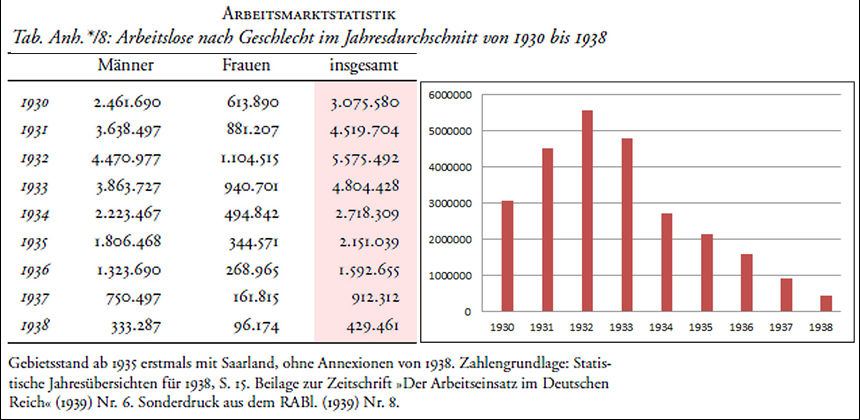 Arbeitsmarktstatistik
Tab. Anh.*/8: Arbeitslose nach Geschlecht im Jahresdurchschnitt von 1930 bis 1938
Männer Frauen insgesamt
1930 2.461.690 613.890 3.075.580
1931 3.638.497 881.207 4.519.704
1932 4.470.977 1.104.515 5.575.492
1933 3.863.727 940.701 4.804.428
1934 2.223.467 494.842 2.718.309
1935 1.806.468 344.571 2.151.039
1936 1.323.690 268.965 1.592.655
1937 750.497 161.815 912.312
1938 333.287 96.174 429.461
6000000
5000000
4000000
3000000
2000000
1000000
0
1930 1931 1932 1933 1934 1935 1936 1937 1938
Gebietsstand ab 1935 erstmals mit Saarland, ohne Annexionen von 1938. Zahlengrundlage: Statis-
tische Jahresübersichten für 1938, S. 15. Beilage zur Zeitschrift »Der Arbeitseinsatz im Deutschen
Reich« (1939) Nr. 6. Sonderdruck aus dem RABl. (1939) Nr. 8.